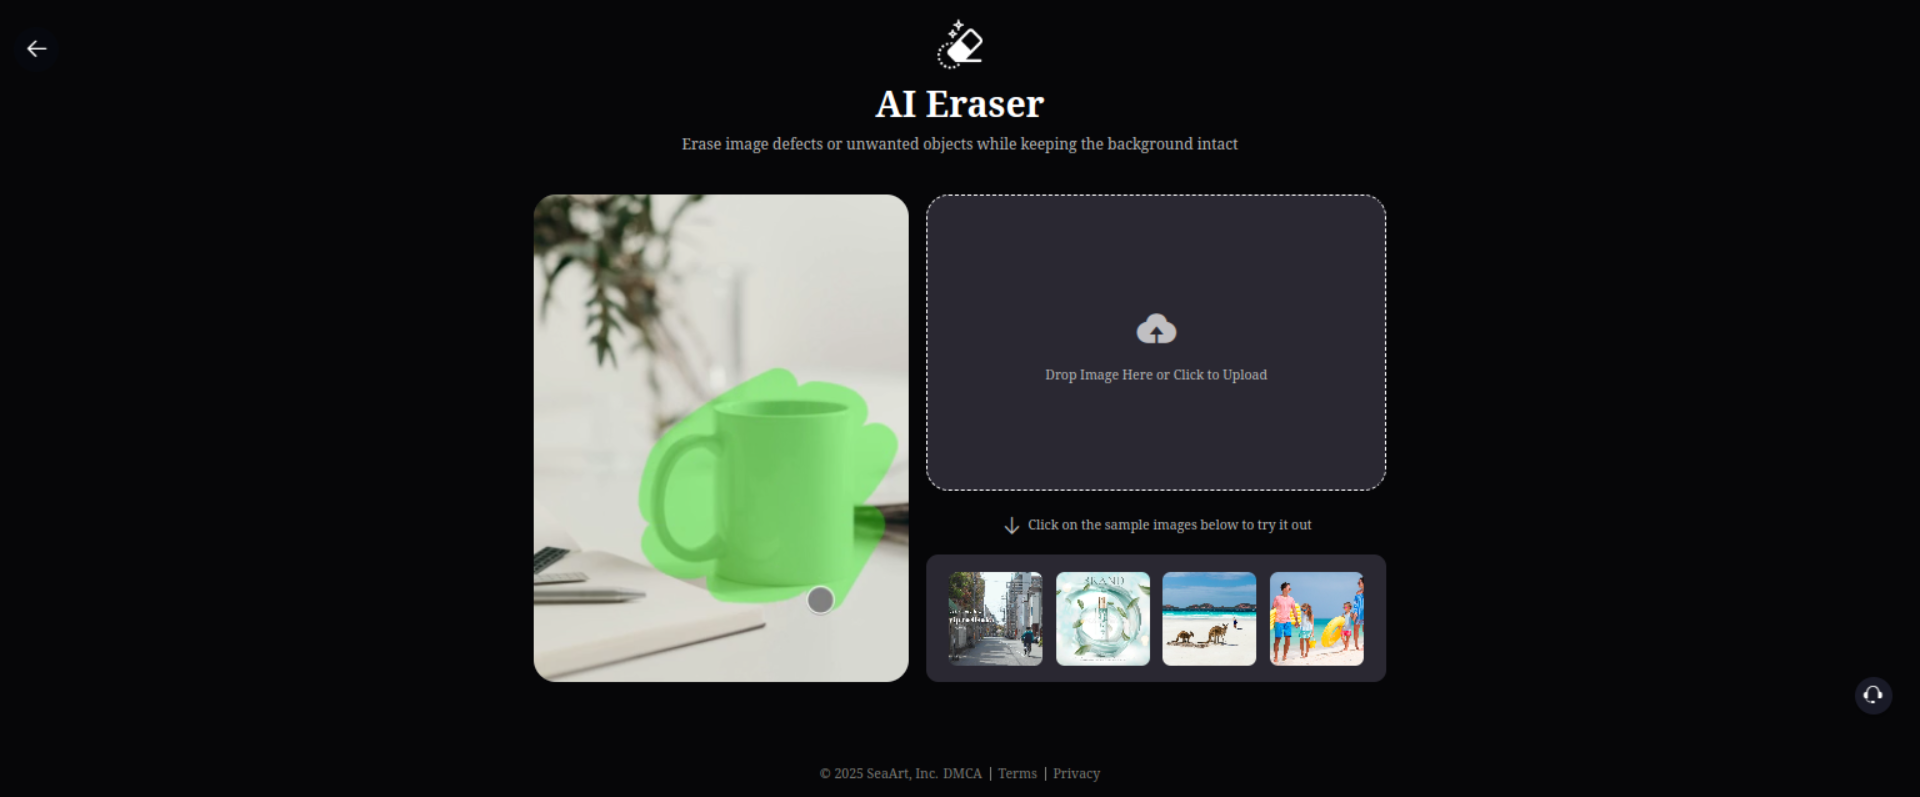 AI Eraser
Erase image defects or unwanted objects while keeping the background intact
Drop Image Here or Click to Upload
Click on the sample images below to try it out
© 2025 SeaArt, Inc. DMCA | Terms | Privacy